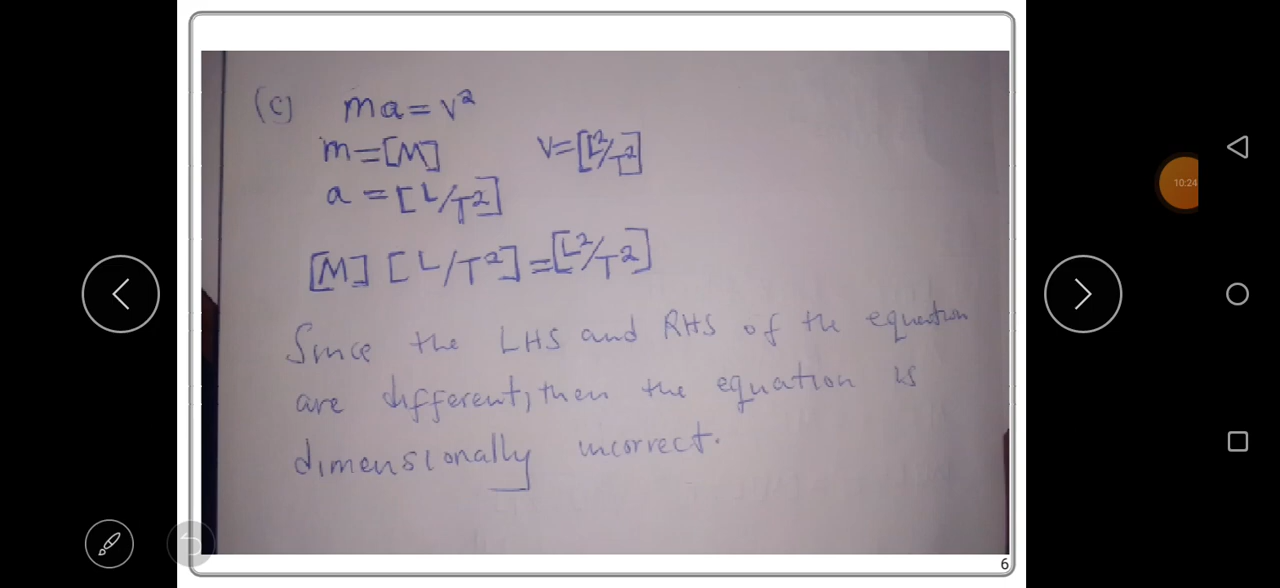 (c) ma = v²
m = [M] v = [L²/T²]
a = [L/T²]
[M] [L/T²] = [L²/T²]
Since the LHS and RHS of the equation
are different, then the equation is
dimensionally incorrect.
6
10:24